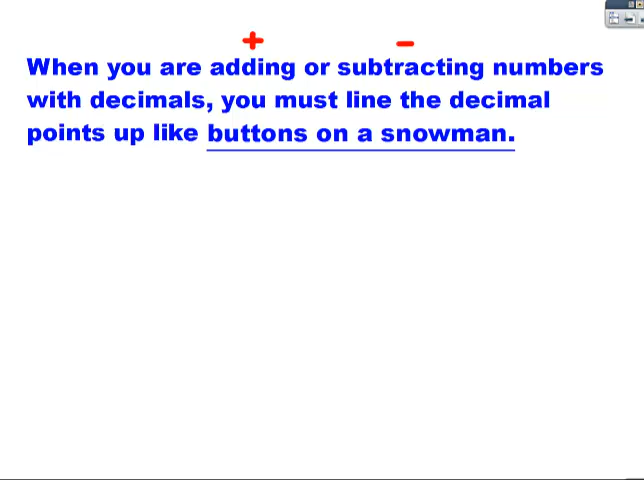 + −
When you are adding or subtracting numbers
with decimals, you must line the decimal
points up like buttons on a snowman.